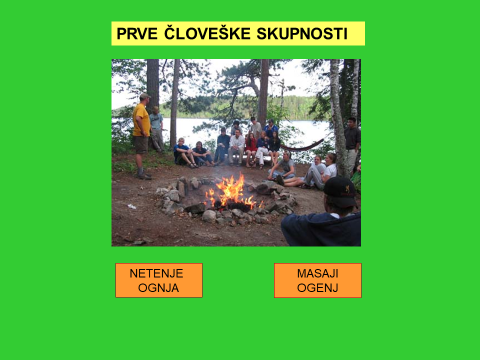 PRVE ČLOVEŠKE SKUPNOSTI
NETENJE
OGNJA
MASAJI
OGENJ